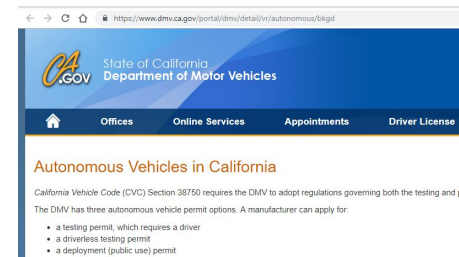 https://www.dmv.ca.gov/portal/dmv/detail/vr/autonomous/bkgd
CA
.GOV
State of California
Department of Motor Vehicles
Offices Online Services Appointments Driver License
Autonomous Vehicles in California
California Vehicle Code (CVC) Section 38750 requires the DMV to adopt regulations governing both the testing and
The DMV has three autonomous vehicle permit options. A manufacturer can apply for:
• a testing permit, which requires a driver
• a driverless testing permit
• a deployment (public use) permit